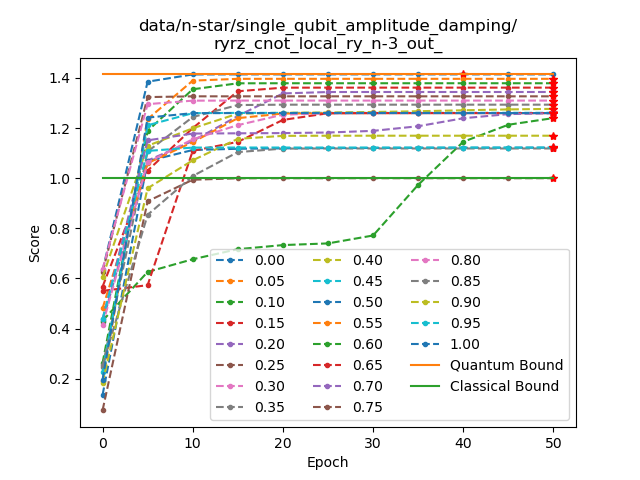 data/n-star/single_qubit_amplitude_damping/
ryrz_cnot_local_ry_n-3_out_
Score
1.4
1.2
1.0
0.8
0.6
0.4
0.2
0.00 0.40 0.80
0.05 0.45 0.85
0.10 0.50 0.90
0.15 0.55 0.95
0.20 0.60 1.00
0.25 0.65 Quantum Bound
0.30 0.70 Classical Bound
0.35 0.75
0 10 20 30 40 50
Epoch